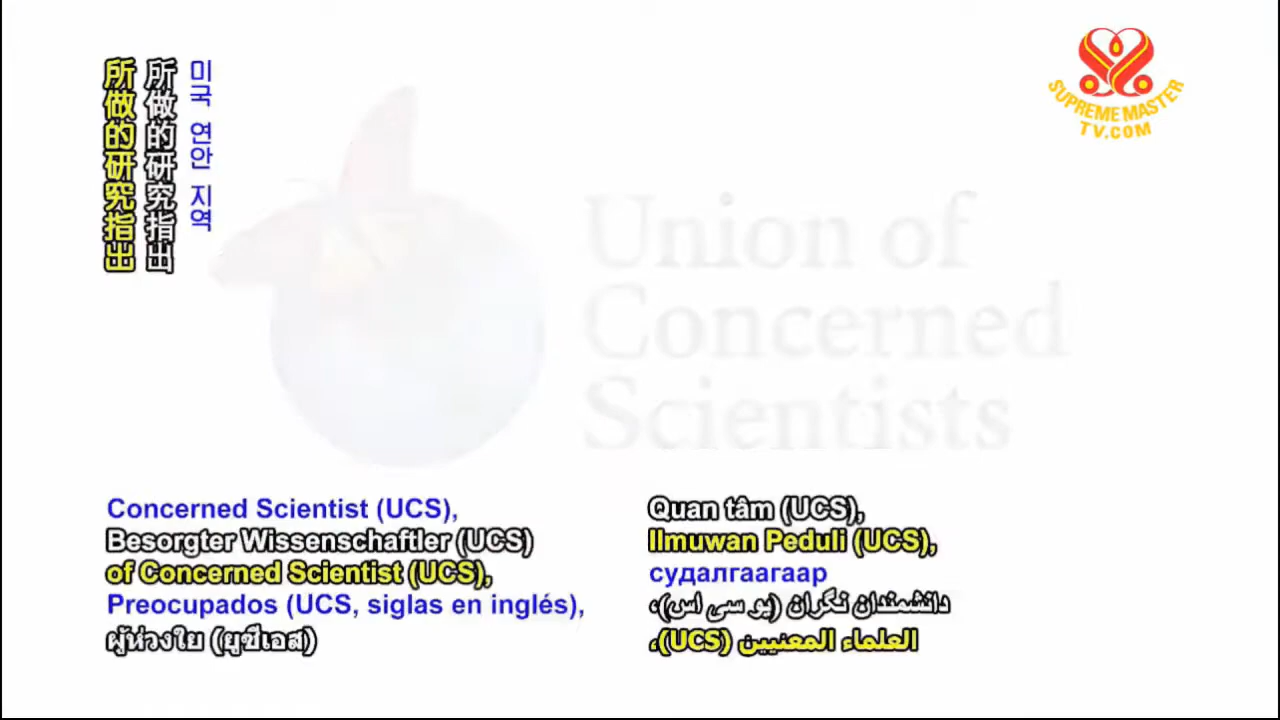 所做的研究指出
所做的研究指出
미국 연안 지역
SUPREME MASTER
TV.COM
Union of
Concerned
Scientists
Concerned Scientist (UCS),
Besorgter Wissenschaftler (UCS)
of Concerned Scientist (UCS),
Preocupados (UCS, siglas en inglés),
ผู้ห่วงใย (ยูซีเอส)
Quan tâm (UCS),
Ilmuwan Peduli (UCS),
судалгаагаар
دانشمندان نگران (یو سی اس)،
العلماء المعنيين (UCS)،